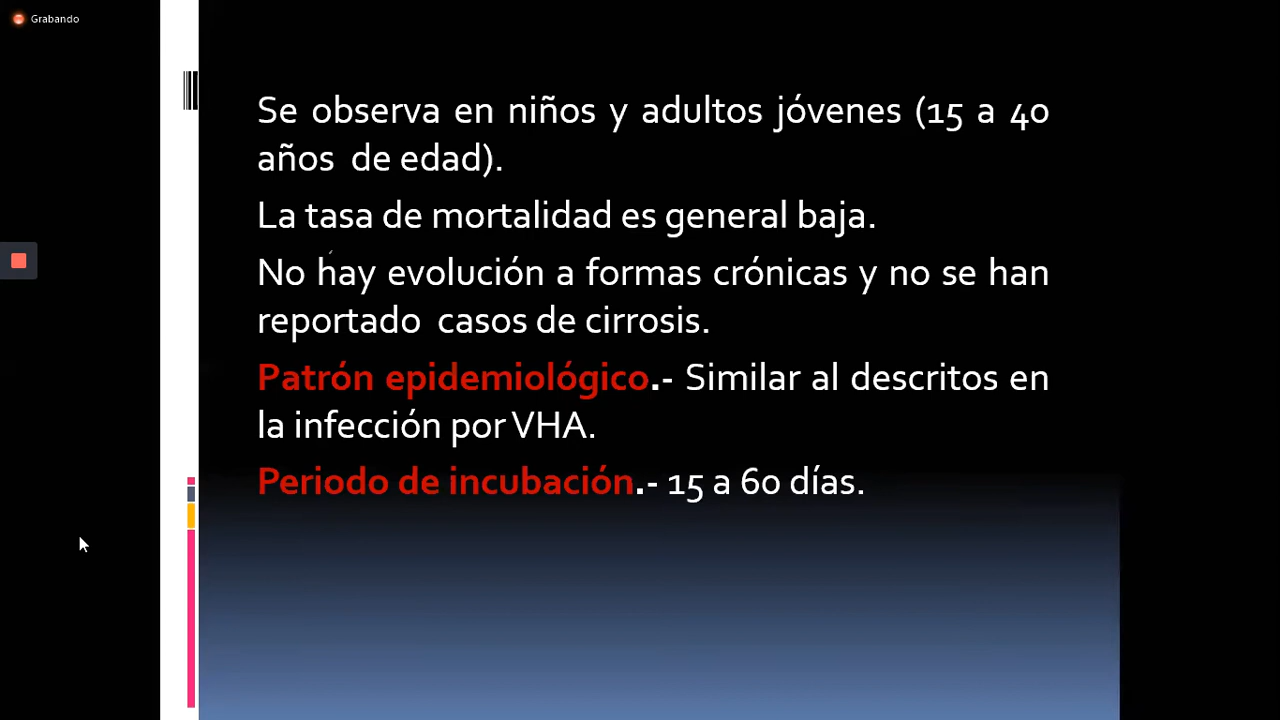 Grabando
Se observa en niños y adultos jóvenes (15 a 40
años de edad).
La tasa de mortalidad es general baja.
No hay evolución a formas crónicas y no se han
reportado casos de cirrosis.
Patrón epidemiológico.- Similar al descritos en
la infección por VHA.
Periodo de incubación.- 15 a 60 días.